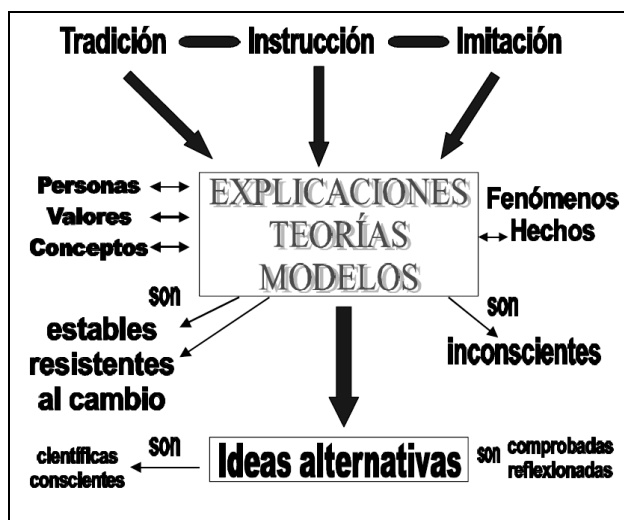 Tradición Instrucción Imitación
Personas
Valores
Conceptos
EXPLICACIONES
TEORÍAS
MODELOS
Fenómenos
Hechos
son
estables
resistentes
al cambio
son
inconscientes
son
científicas
conscientes
Ideas alternativas
son comprobadas
reflexionadas